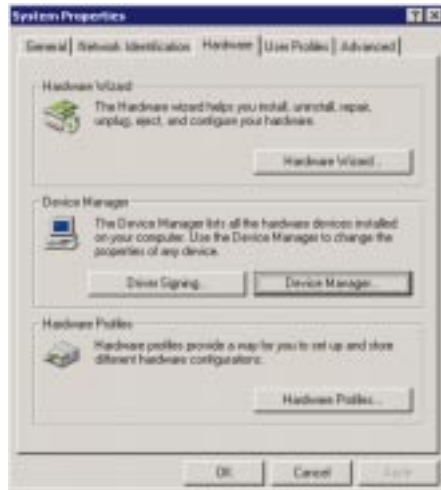 System Properties
General Network Identification Hardware User Profiles Advanced
Hardware Wizard
The Hardware wizard helps you install, uninstall, repair,
unplug, eject, and configure your hardware.
Hardware Wizard...
Device Manager
The Device Manager lists all the hardware devices installed
on your computer. Use the Device Manager to change the
properties of any device.
Driver Signing...
Device Manager...
Hardware Profiles
Hardware profiles provide a way for you to set up and store
different hardware configurations.
Hardware Profiles...
OK Cancel Apply